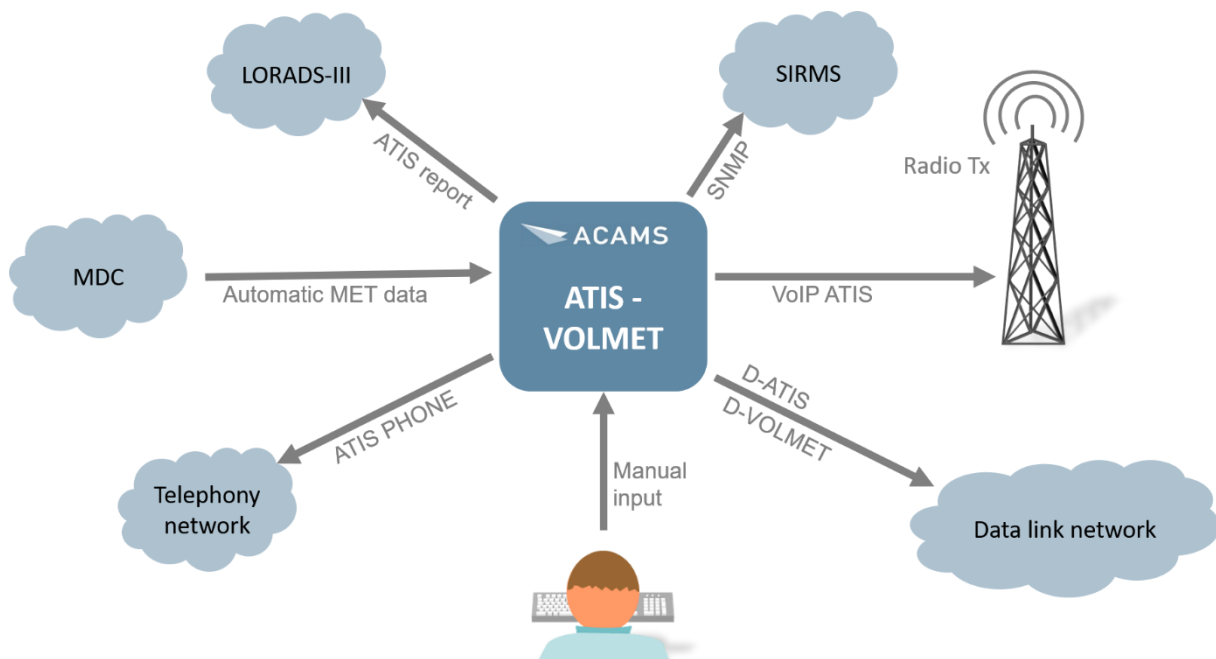 LORADS-III
SIRMS
ATIS report
SNMP
Radio Tx
MDC
Automatic MET data
ACAMS
ATIS -
VOLMET
VoIP ATIS
ATIS PHONE
D-ATIS
D-VOLMET
Manual
input
Telephony
network
Data link network